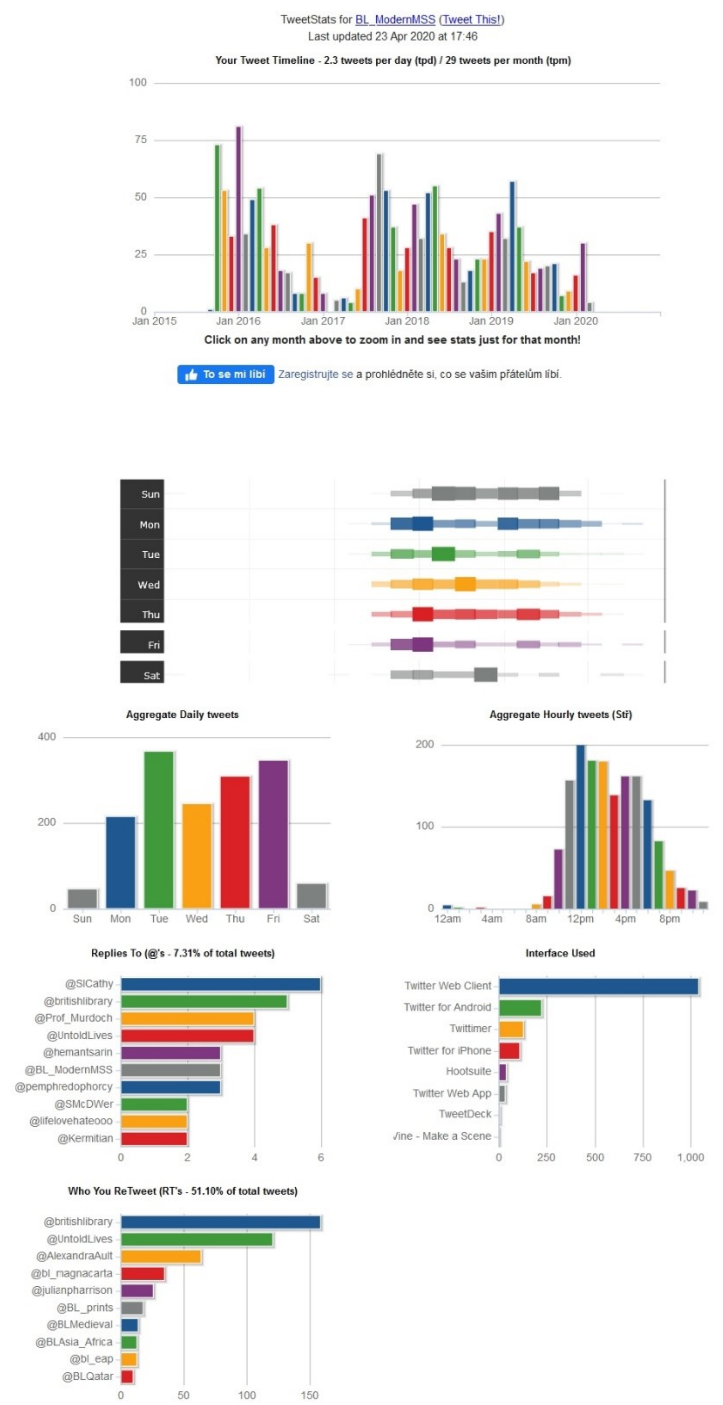 TweetStats for BL_ModernMSS (Tweet This!)
Last updated 23 Apr 2020 at 17:46
Your Tweet Timeline - 2.3 tweets per day (tpd) / 29 tweets per month (tpm)
100
75
50
25
0
Jan 2015 Jan 2016 Jan 2017 Jan 2018 Jan 2019 Jan 2020
Click on any month above to zoom in and see stats just for that month!
To se mi líbí Zaregistrujte se a prohlédněte si, co se vašim přátelům líbí.
Sun
Mon
Tue
Wed
Thu
Fri
Sat
Aggregate Daily tweets
400
200
0
Sun Mon Tue Wed Thu Fri Sat
Aggregate Hourly tweets (Stř)
200
100
0
12am 4am 8am 12pm 4pm 8pm
Replies To (@'s - 7.31% of total tweets)
@SICathy
@britishlibrary
@Prof_Murdoch
@UntoldLives
@hemantsarin
@BL_ModernMSS
@pemphredophorcy
@SMcDWer
@lifelovehateooo
@Kermitian
0 2 4 6
Interface Used
Twitter Web Client
Twitter for Android
Twittimer
Twitter for iPhone
Hootsuite
Twitter Web App
TweetDeck
Vine - Make a Scene
0 250 500 750 1,000
Who You ReTweet (RT's - 51.10% of total tweets)
@britishlibrary
@UntoldLives
@AlexandraAult
@bl_magnacarta
@julianpharrison
@BL_prints
@BLMedieval
@BLAsia_Africa
@bl_eap
@BLQatar
0 50 100 150